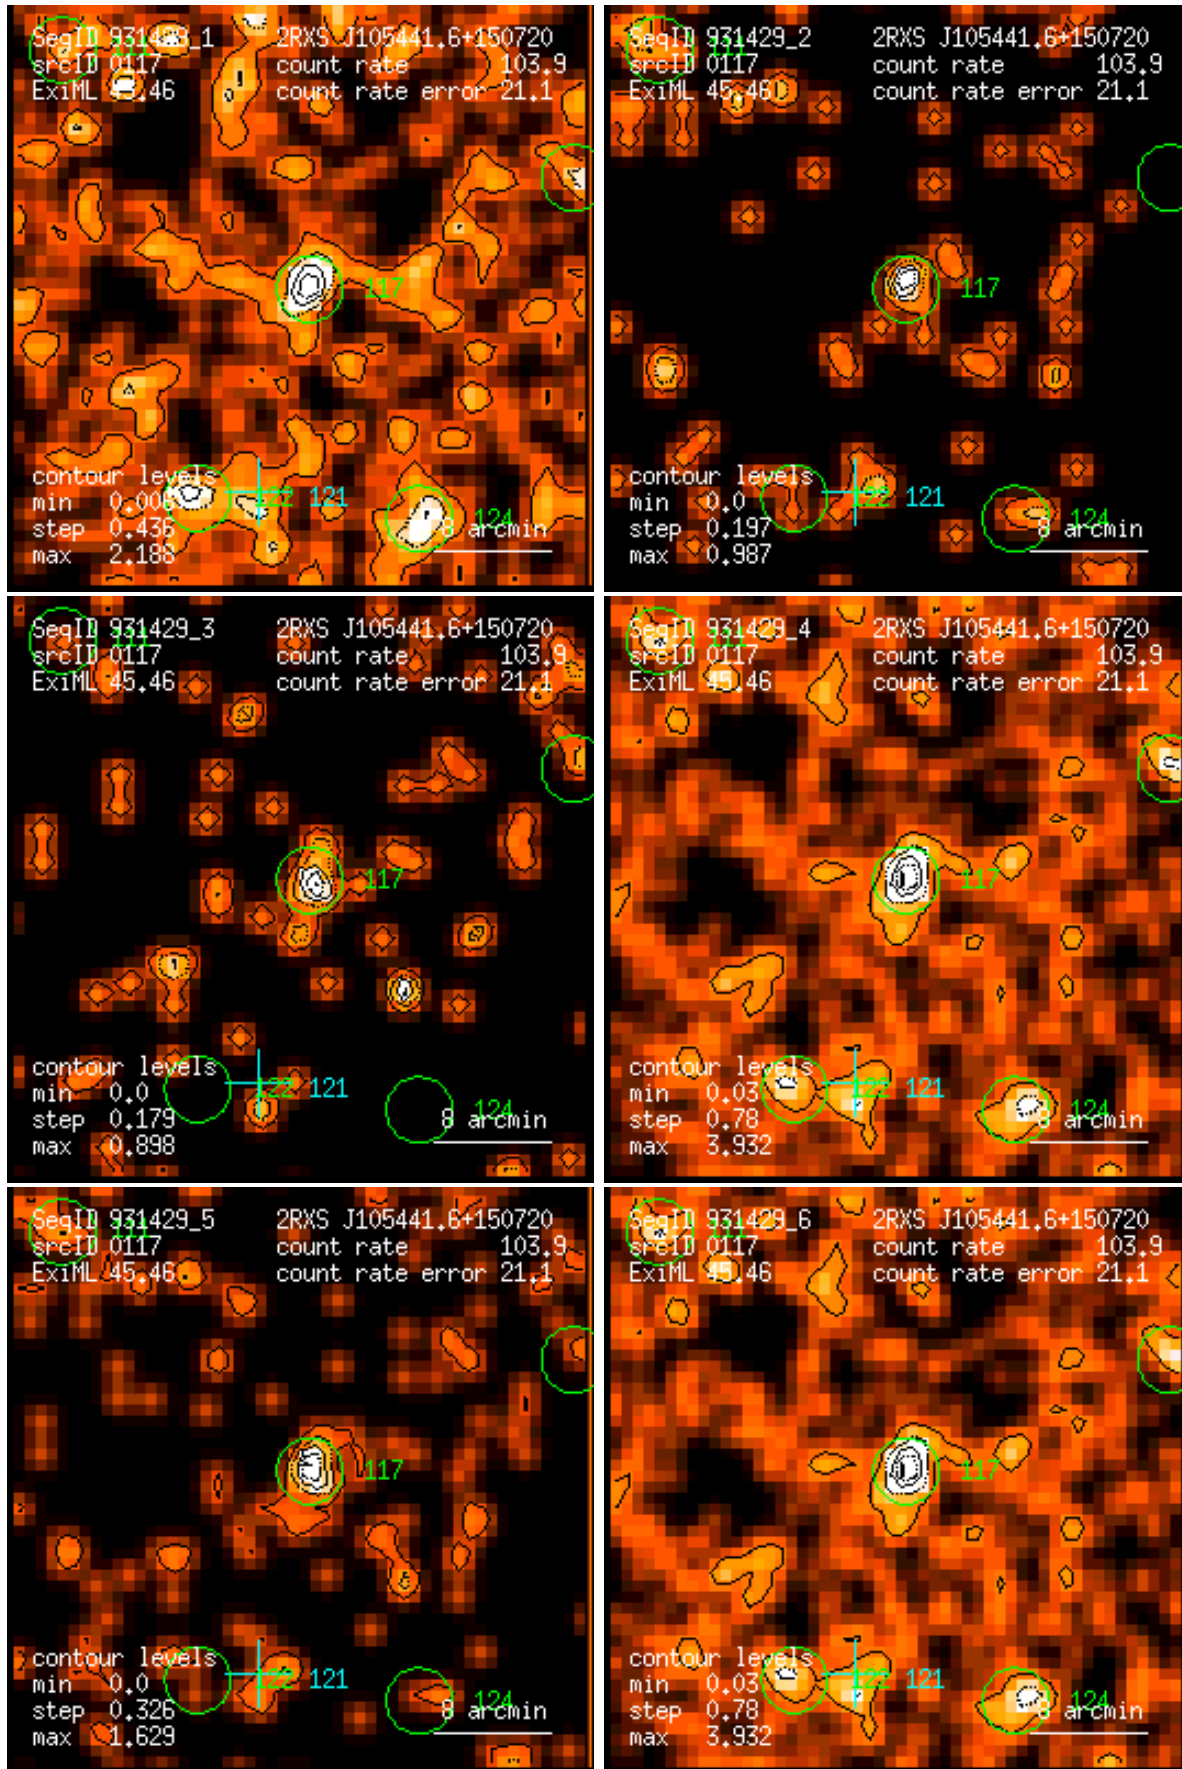 SeqID 931429_1 2RXS J105441.6+150720
srcID 0117 count rate 103.9
ExiML 45.46 count rate error 21.1
117
contour levels
122 121
min 0.006
step 0.436 124
8 arcmin
max 2.188
SeqID 931429_2 2RXS J105441.6+150720
srcID 0117 count rate 103.9
ExiML 45.46 count rate error 21.1
117
contour levels
122 121
min 0.0
step 0.197 124
8 arcmin
max 0.987
SeqID 931429_3 2RXS J105441.6+150720
srcID 0117 count rate 103.9
ExiML 45.46 count rate error 21.1
117
contour levels
122 121
min 0.0
step 0.179 124
8 arcmin
max 0.898
SeqID 931429_4 2RXS J105441.6+150720
srcID 0117 count rate 103.9
ExiML 45.46 count rate error 21.1
117
contour levels
122 121
min 0.03
step 0.78 124
8 arcmin
max 3.932
SeqID 931429_5 2RXS J105441.6+150720
srcID 0117 count rate 103.9
ExiML 45.46 count rate error 21.1
117
contour levels
122 121
min 0.0
step 0.326 124
8 arcmin
max 1.629
SeqID 931429_6 2RXS J105441.6+150720
srcID 0117 count rate 103.9
ExiML 45.46 count rate error 21.1
117
contour levels
122 121
min 0.03
step 0.78 124
8 arcmin
max 3.932